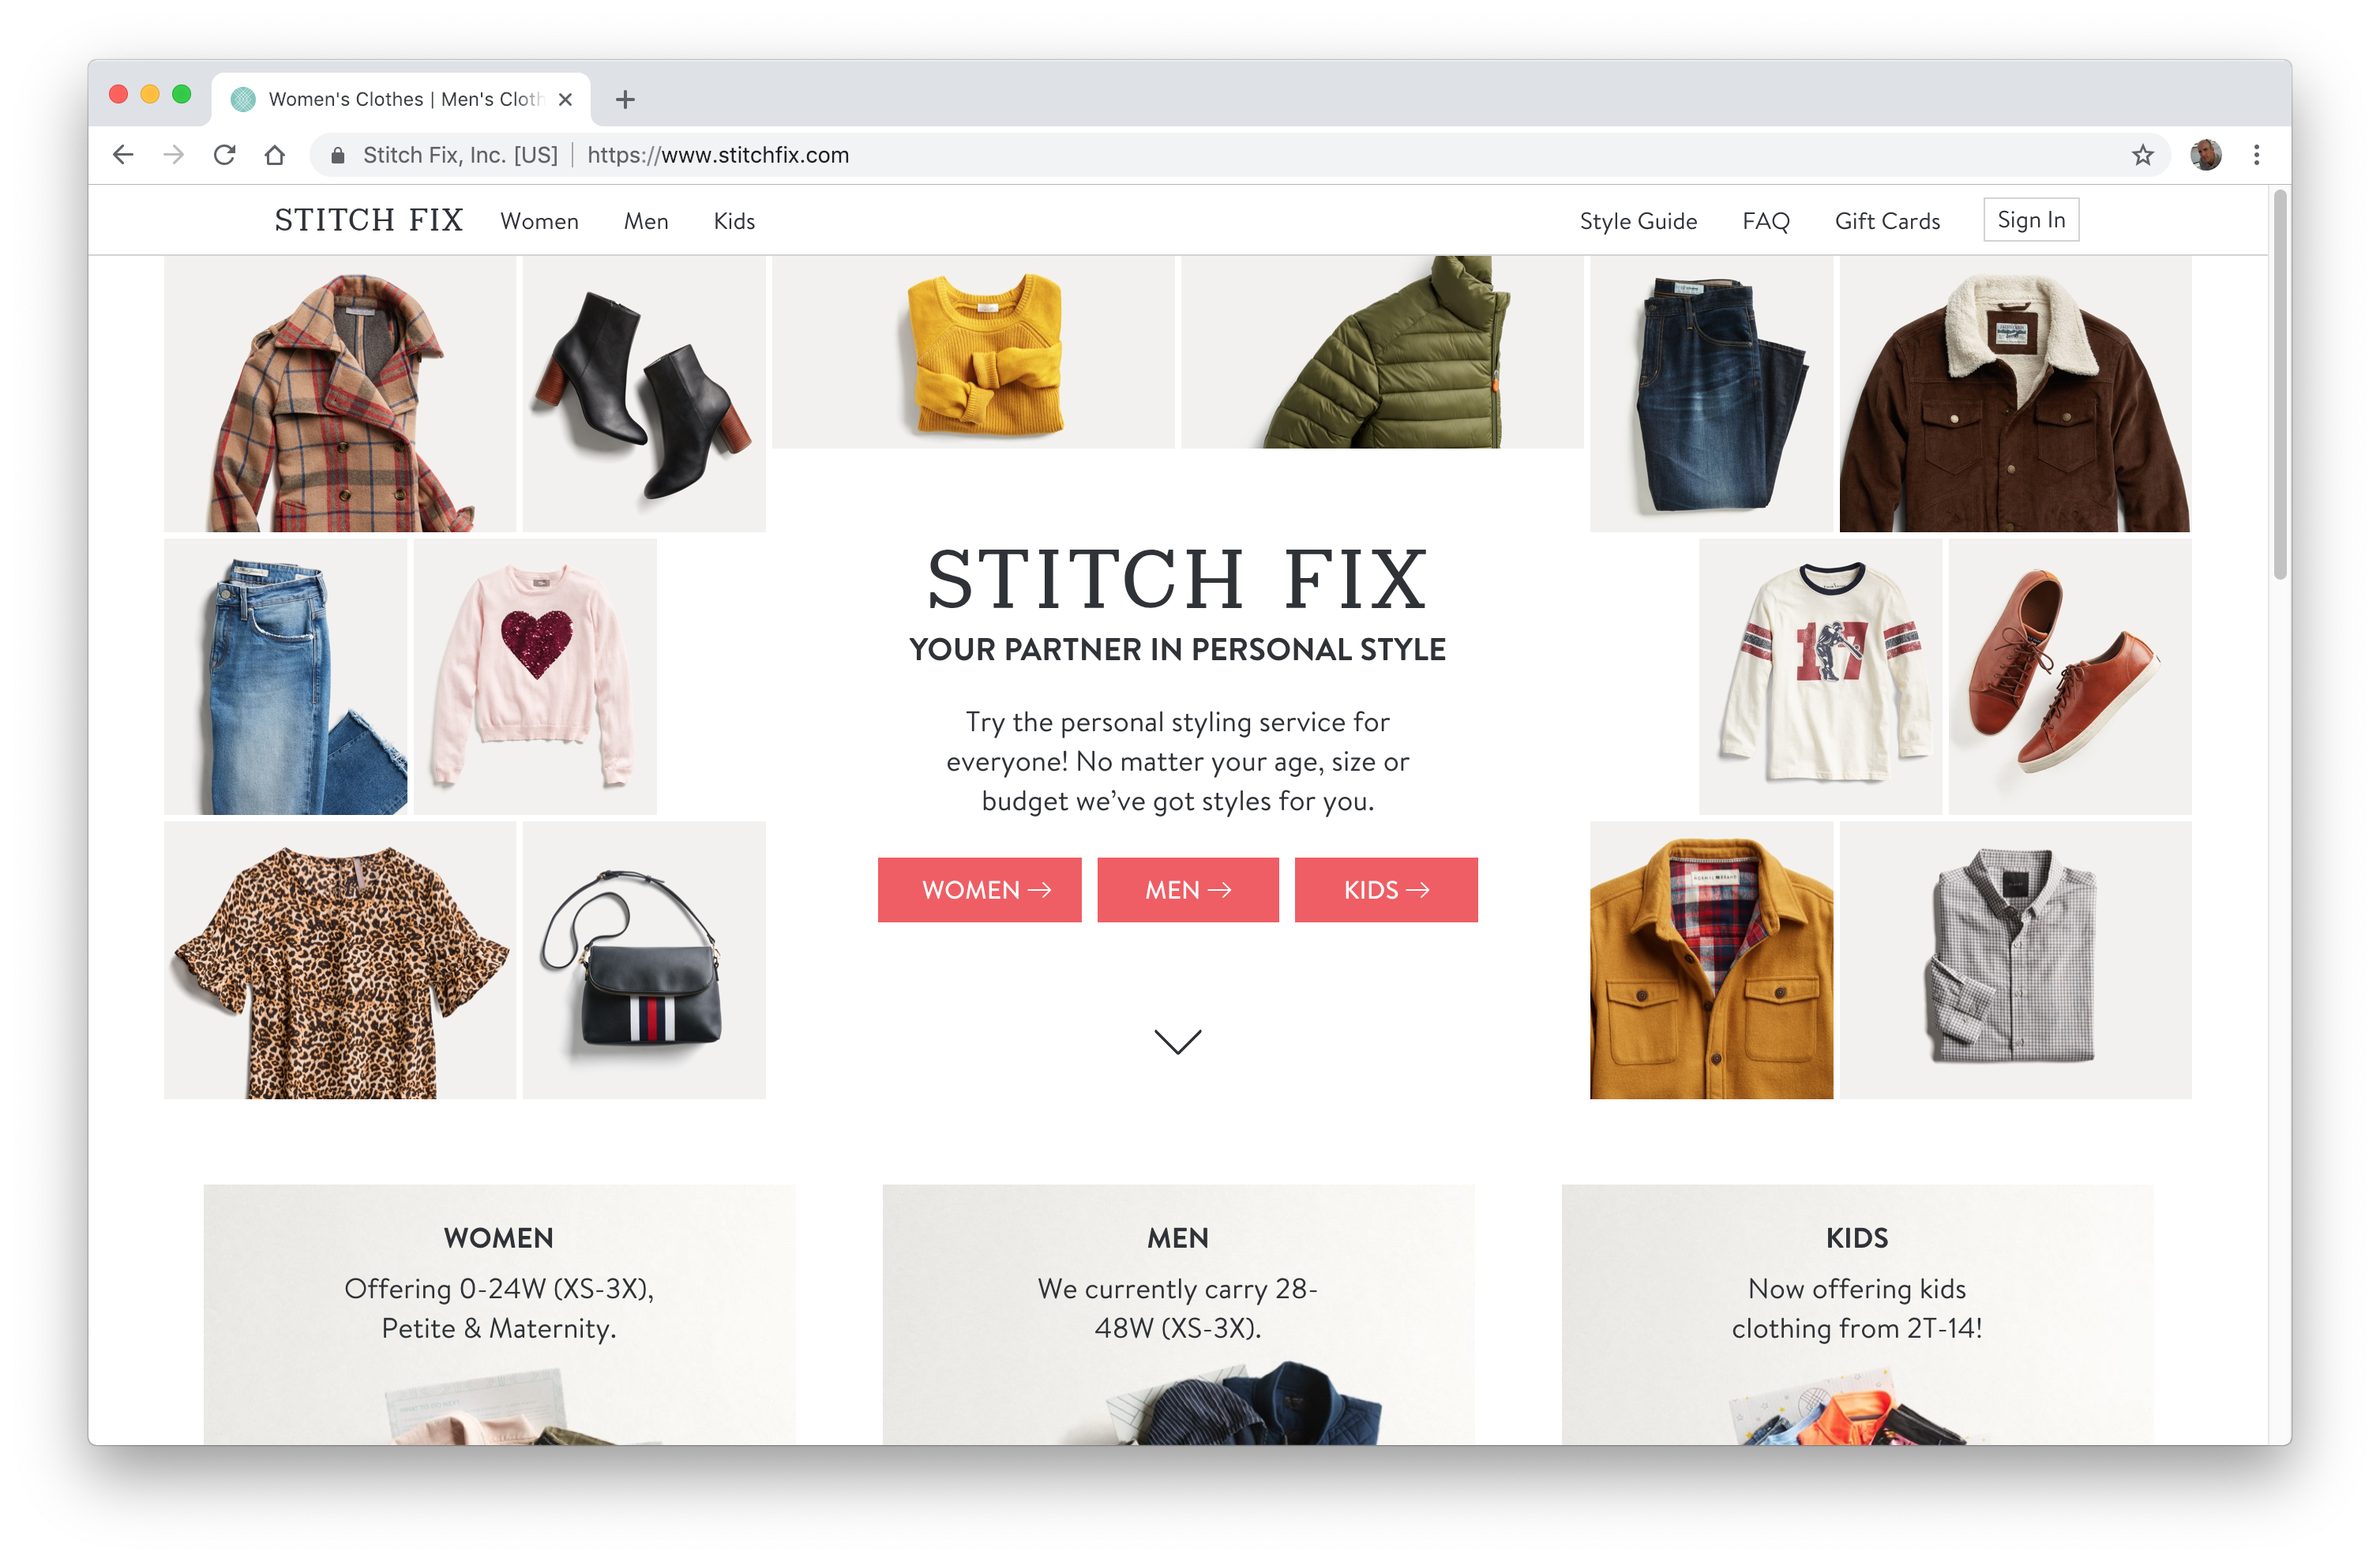 Women's Clothes | Men's Cloth
Stitch Fix, Inc. [US] | https://www.stitchfix.com
STITCH FIX Women Men Kids Style Guide FAQ Gift Cards Sign In
STITCH FIX
YOUR PARTNER IN PERSONAL STYLE
Try the personal styling service for
everyone! No matter your age, size or
budget we’ve got styles for you.
17
WOMEN → MEN → KIDS →
WOMEN
Offering 0-24W (XS-3X),
Petite & Maternity.
MEN
We currently carry 28-
48W (XS-3X).
KIDS
Now offering kids
clothing from 2T-14!